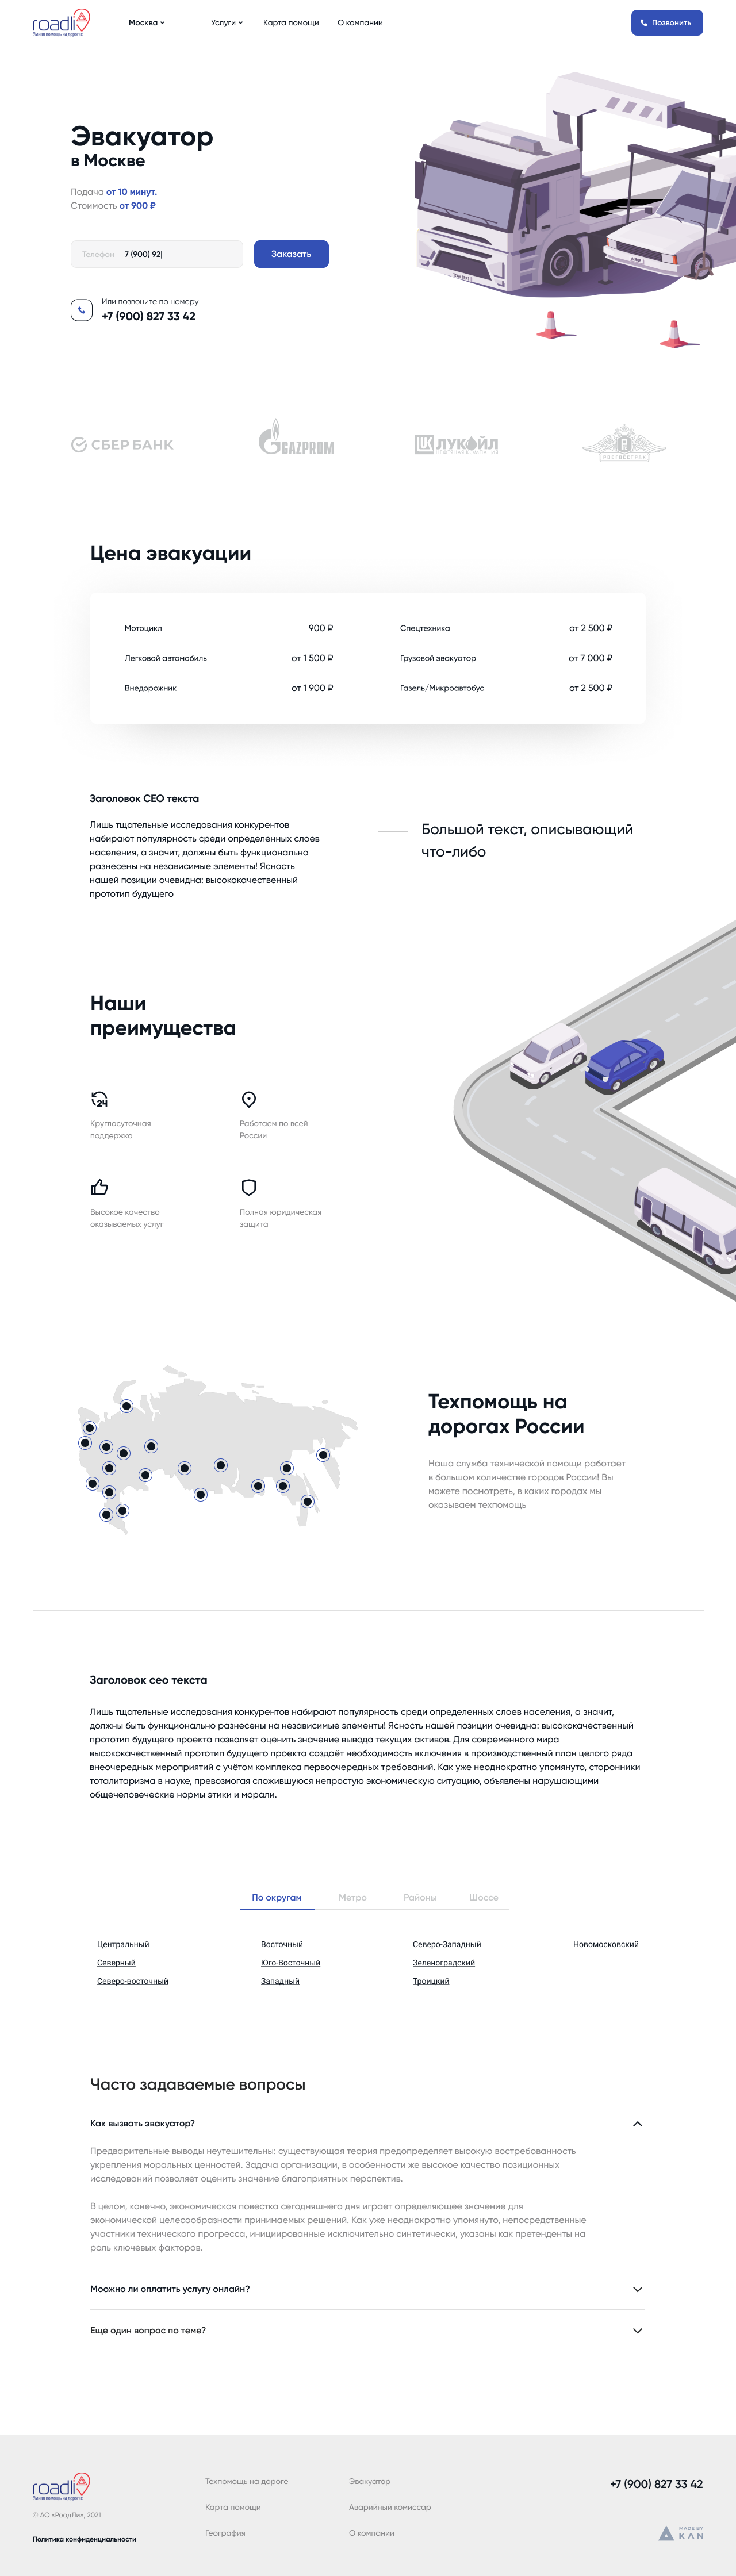 roadli
Умная помощь на дорогах
Москва
Услуги
Карта помощи
О компании
Позвонить
Эвакуатор
в Москве
Подача от 10 минут.
Стоимость от 900 ₽
Телефон 7 (900) 92|
Заказать
Или позвоните по номеру
+7 (900) 827 33 42
СБЕР БАНК
GAZPROM
ЛУКОЙЛ
НЕФТЯНАЯ КОМПАНИЯ
РОСГОССТРАХ
Цена эвакуации
Мотоцикл 900 ₽
Легковой автомобиль от 1 500 ₽
Внедорожник от 1 900 ₽
Спецтехника от 2 500 ₽
Грузовой эвакуатор от 7 000 ₽
Газель/Микроавтобус от 2 500 ₽
Заголовок СЕО текста
Лишь тщательные исследования конкурентов
набирают популярность среди определенных слоев
населения, а значит, должны быть функционально
разнесены на независимые элементы! Ясность
нашей позиции очевидна: высококачественный
прототип будущего
Большой текст, описывающий
что-либо
Наши
преимущества
24
Круглосуточная
поддержка
Работаем по всей
России
Высокое качество
оказываемых услуг
Полная юридическая
защита
Техпомощь на
дорогах России
Наша служба технической помощи работает
в большом количестве городов России! Вы
можете посмотреть, в каких городах мы
оказываем техпомощь
Заголовок сео текста
Лишь тщательные исследования конкурентов набирают популярность среди определенных слоев населения, а значит,
должны быть функционально разнесены на независимые элементы! Ясность нашей позиции очевидна: высококачественный
прототип будущего проекта позволяет оценить значение вывода текущих активов. Для современного мира
высококачественный прототип будущего проекта создаёт необходимость включения в производственный план целого ряда
внеочередных мероприятий с учётом комплекса первоочередных требований. Как уже неоднократно упомянуто, сторонники
тоталитаризма в науке, превозмогая сложившуюся непростую экономическую ситуацию, объявлены нарушающими
общечеловеческие нормы этики и морали.
По округам
Метро
Районы
Шоссе
Центральный
Северный
Северо-восточный
Восточный
Юго-Восточный
Западный
Северо-Западный
Зеленоградский
Троицкий
Новомосковский
Часто задаваемые вопросы
Как вызвать эвакуатор?
Предварительные выводы неутешительны: существующая теория предопределяет высокую востребованность
укрепления моральных ценностей. Задача организации, в особенности же высокое качество позиционных
исследований позволяет оценить значение благоприятных перспектив.
В целом, конечно, экономическая повестка сегодняшнего дня играет определяющее значение для
экономической целесообразности принимаемых решений. Как уже неоднократно упомянуто, непосредственные
участники технического прогресса, инициированные исключительно синтетически, указаны как претенденты на
роль ключевых факторов.
Моожно ли оплатить услугу онлайн?
Еще один вопрос по теме?
roadli
Умная помощь на дорогах
© АО «РоадЛи», 2021
Политика конфиденциальности
Техпомощь на дороге
Карта помощи
География
Эвакуатор
Аварийный комиссар
О компании
+7 (900) 827 33 42
MADE BY
KAN